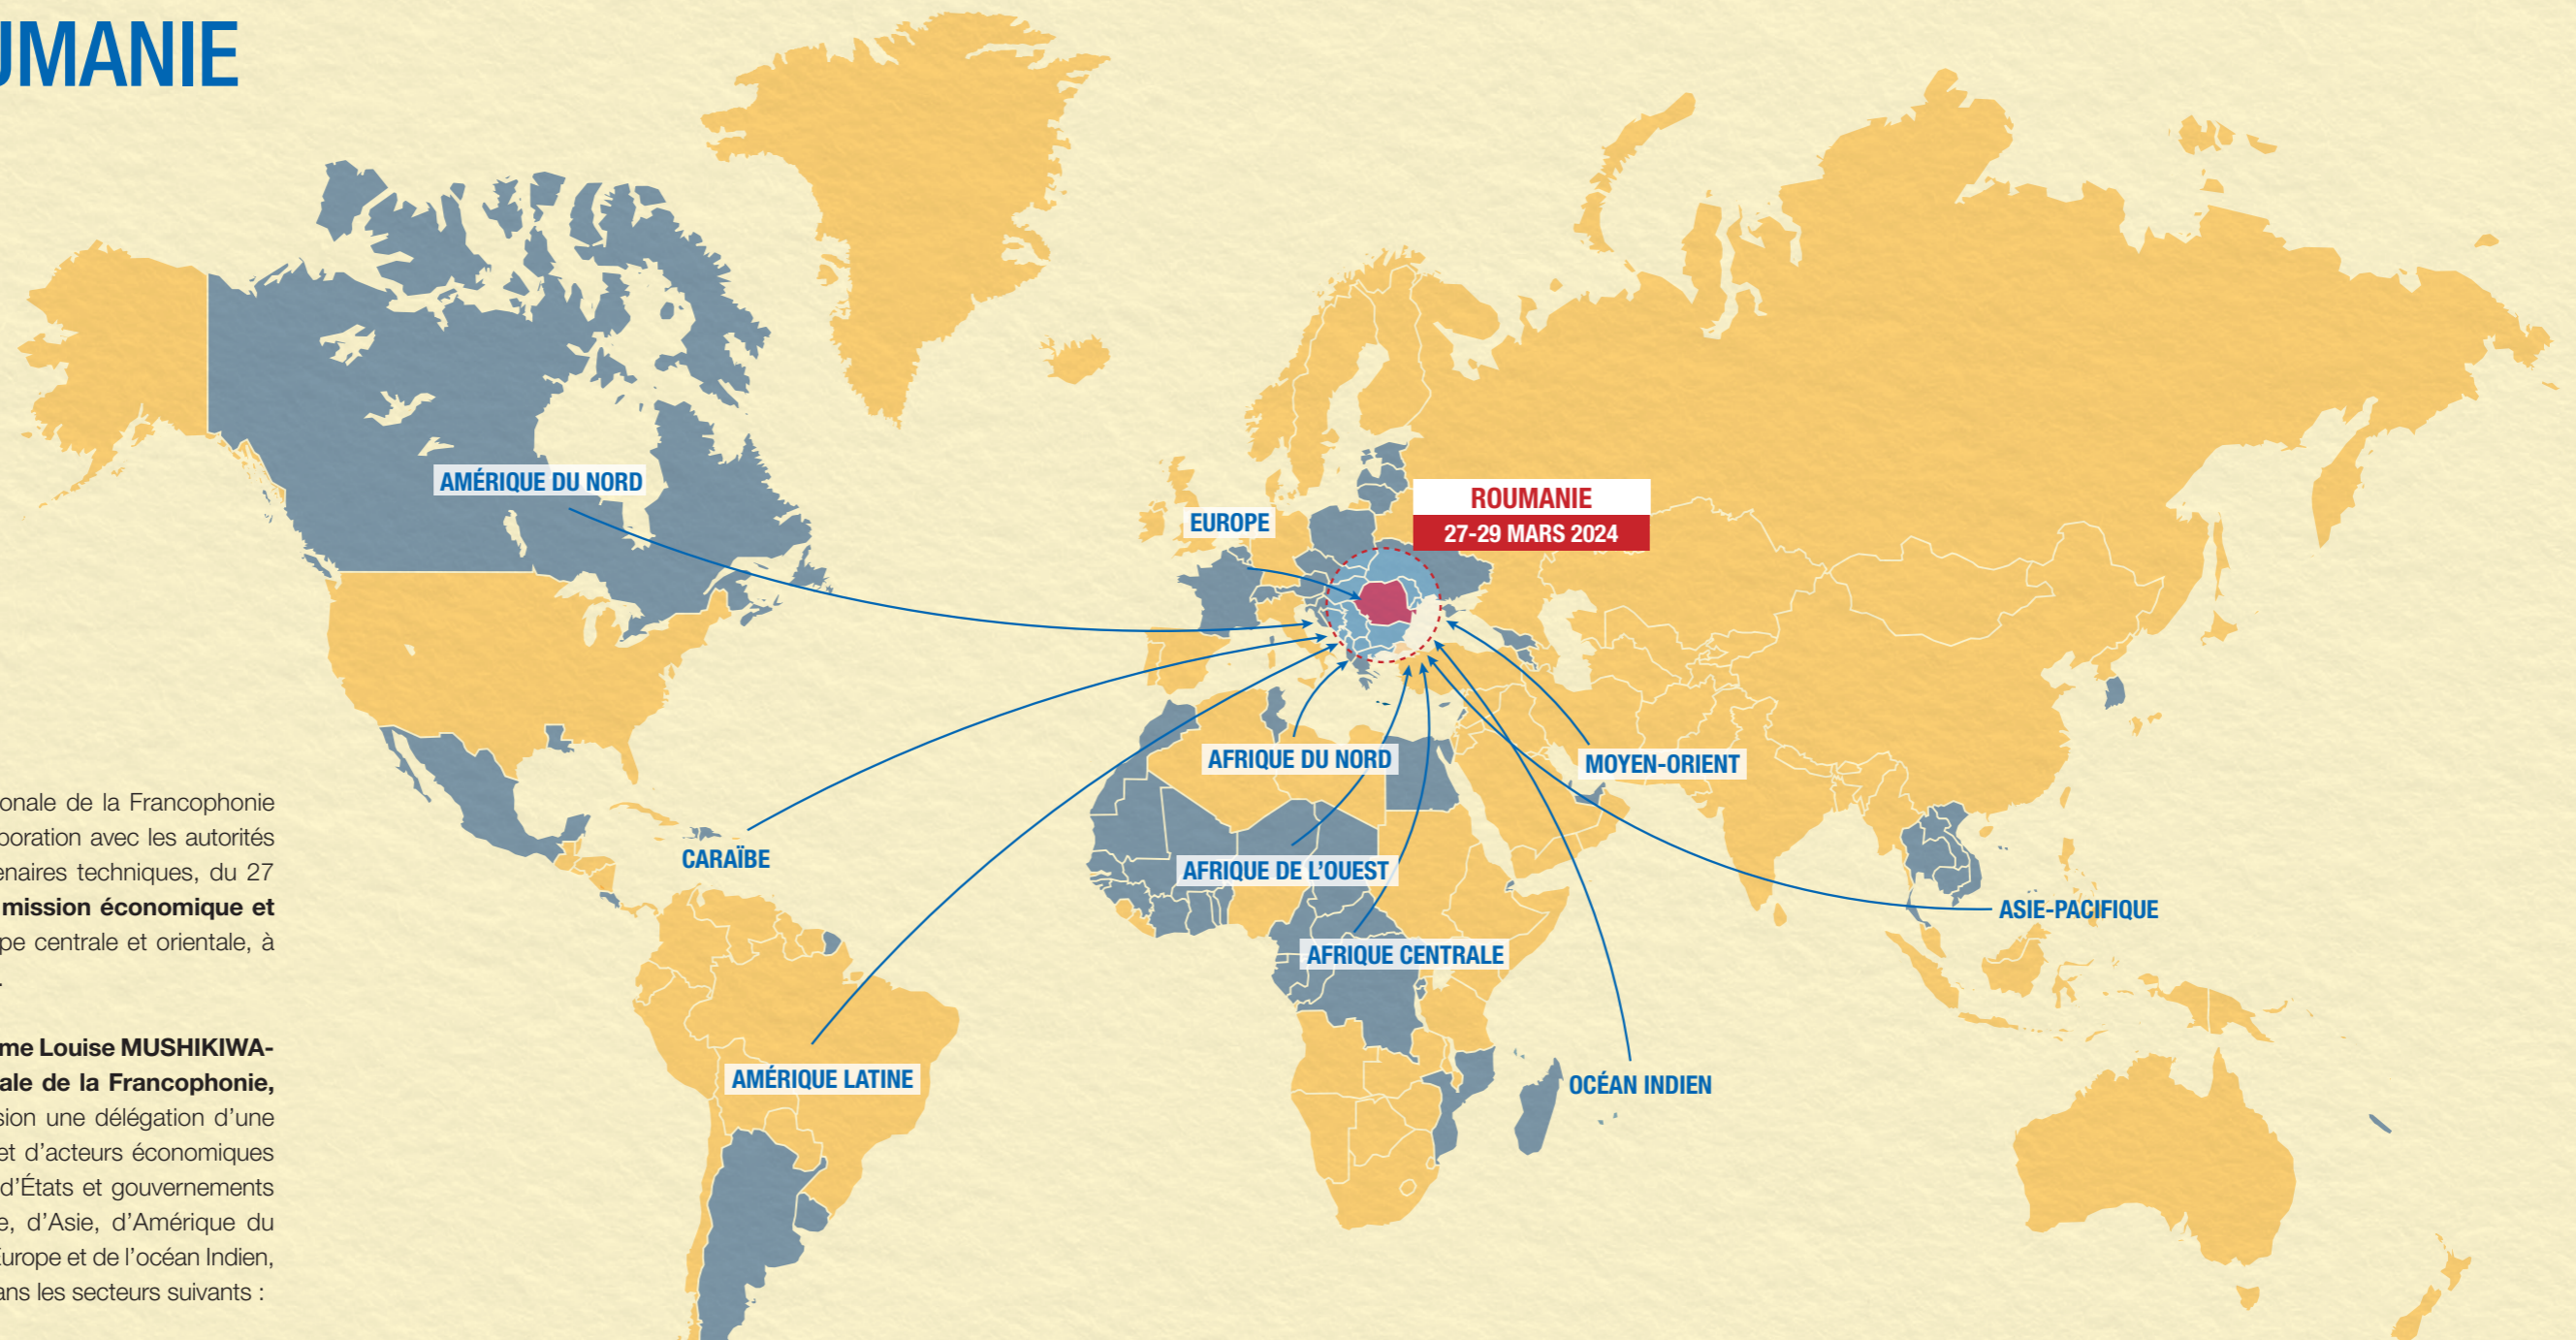 UMANIE
onale de la Francophonie
poration avec les autorités
enaires techniques, du 27
mission économique et
pe centrale et orientale, à
.
me Louise MUSHIKIWA-
ale de la Francophonie,
sion une délégation d'une
et d'acteurs économiques
d'États et gouvernements
e, d'Asie, d'Amérique du
Europe et de l'océan Indien,
ans les secteurs suivants :
AMÉRIQUE DU NORD
EUROPE
ROUMANIE
27-29 MARS 2024
AFRIQUE DU NORD
MOYEN-ORIENT
CARAÏBE
AFRIQUE DE L'OUEST
ASIE-PACIFIQUE
AFRIQUE CENTRALE
AMÉRIQUE LATINE
OCÉAN INDIEN